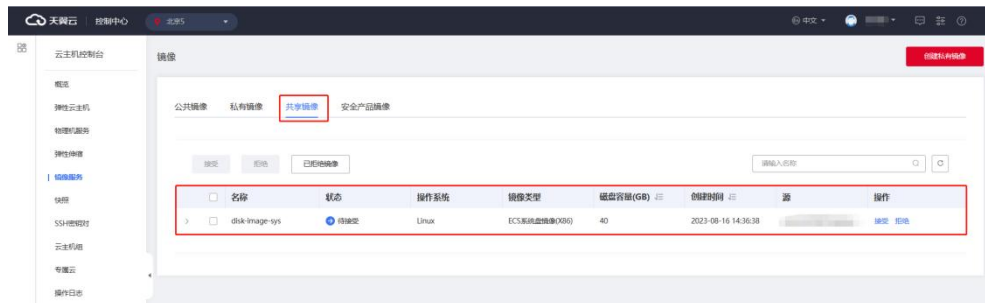 天翼云 控制中心 北京5 中文
云主机控制台
概览
弹性云主机
物理机服务
弹性伸缩
镜像服务
快照
SSH密钥对
云主机组
专属云
操作日志
镜像 创建私有镜像
公共镜像 私有镜像 共享镜像 安全产品镜像
接受 拒绝 已拒绝镜像 请输入名称
名称 状态 操作系统 镜像类型 磁盘容量(GB) 创建时间 源 操作
disk-image-sys 待接受 Linux ECS系统盘镜像(X86) 40 2023-08-16 14:36:38 接受 拒绝